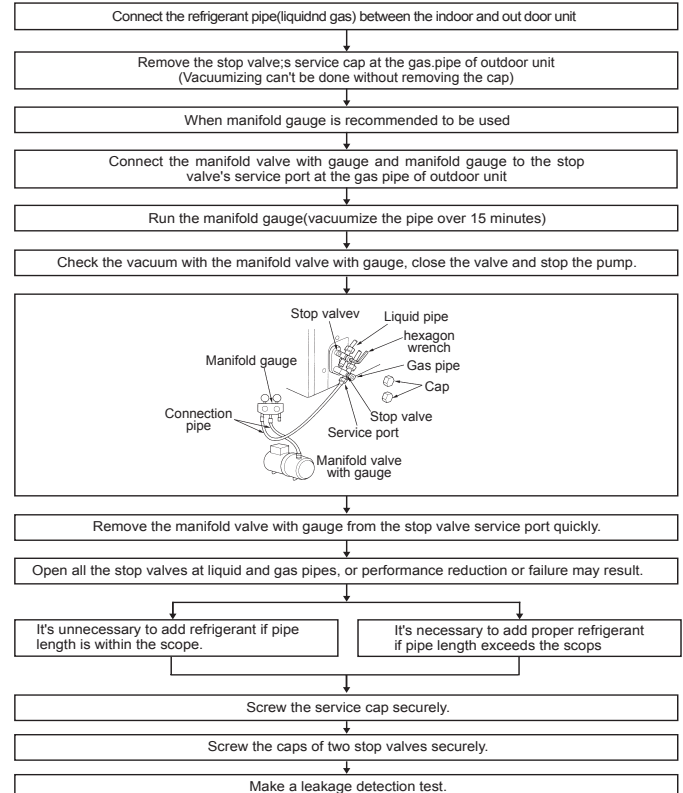 Connect the refrigerant pipe(liquidnd gas) between the indoor and out door unit
Remove the stop valve;s service cap at the gas.pipe of outdoor unit
(Vacuumizing can't be done without removing the cap)
When manifold gauge is recommended to be used
Connect the manifold valve with gauge and manifold gauge to the stop
valve's service port at the gas pipe of outdoor unit
Run the manifold gauge(vacuumize the pipe over 15 minutes)
Check the vacuum with the manifold valve with gauge, close the valve and stop the pump.
Stop valvev
Liquid pipe
hexagon
wrench
Manifold gauge
Gas pipe
Cap
Connection
pipe
Stop valve
Service port
Manifold valve
with gauge
Remove the manifold valve with gauge from the stop valve service port quickly.
Open all the stop valves at liquid and gas pipes, or performance reduction or failure may result.
It's unnecessary to add refrigerant if pipe
length is within the scope.
It's necessary to add proper refrigerant
if pipe length exceeds the scops
Screw the service cap securely.
Screw the caps of two stop valves securely.
Make a leakage detection test.